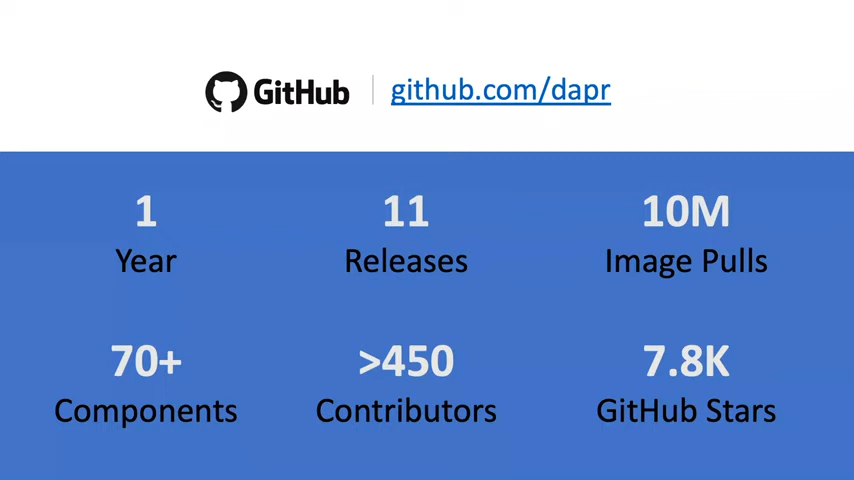 GitHub | github.com/dapr
1 11 10M
Year Releases Image Pulls
70+ >450 7.8K
Components Contributors GitHub Stars